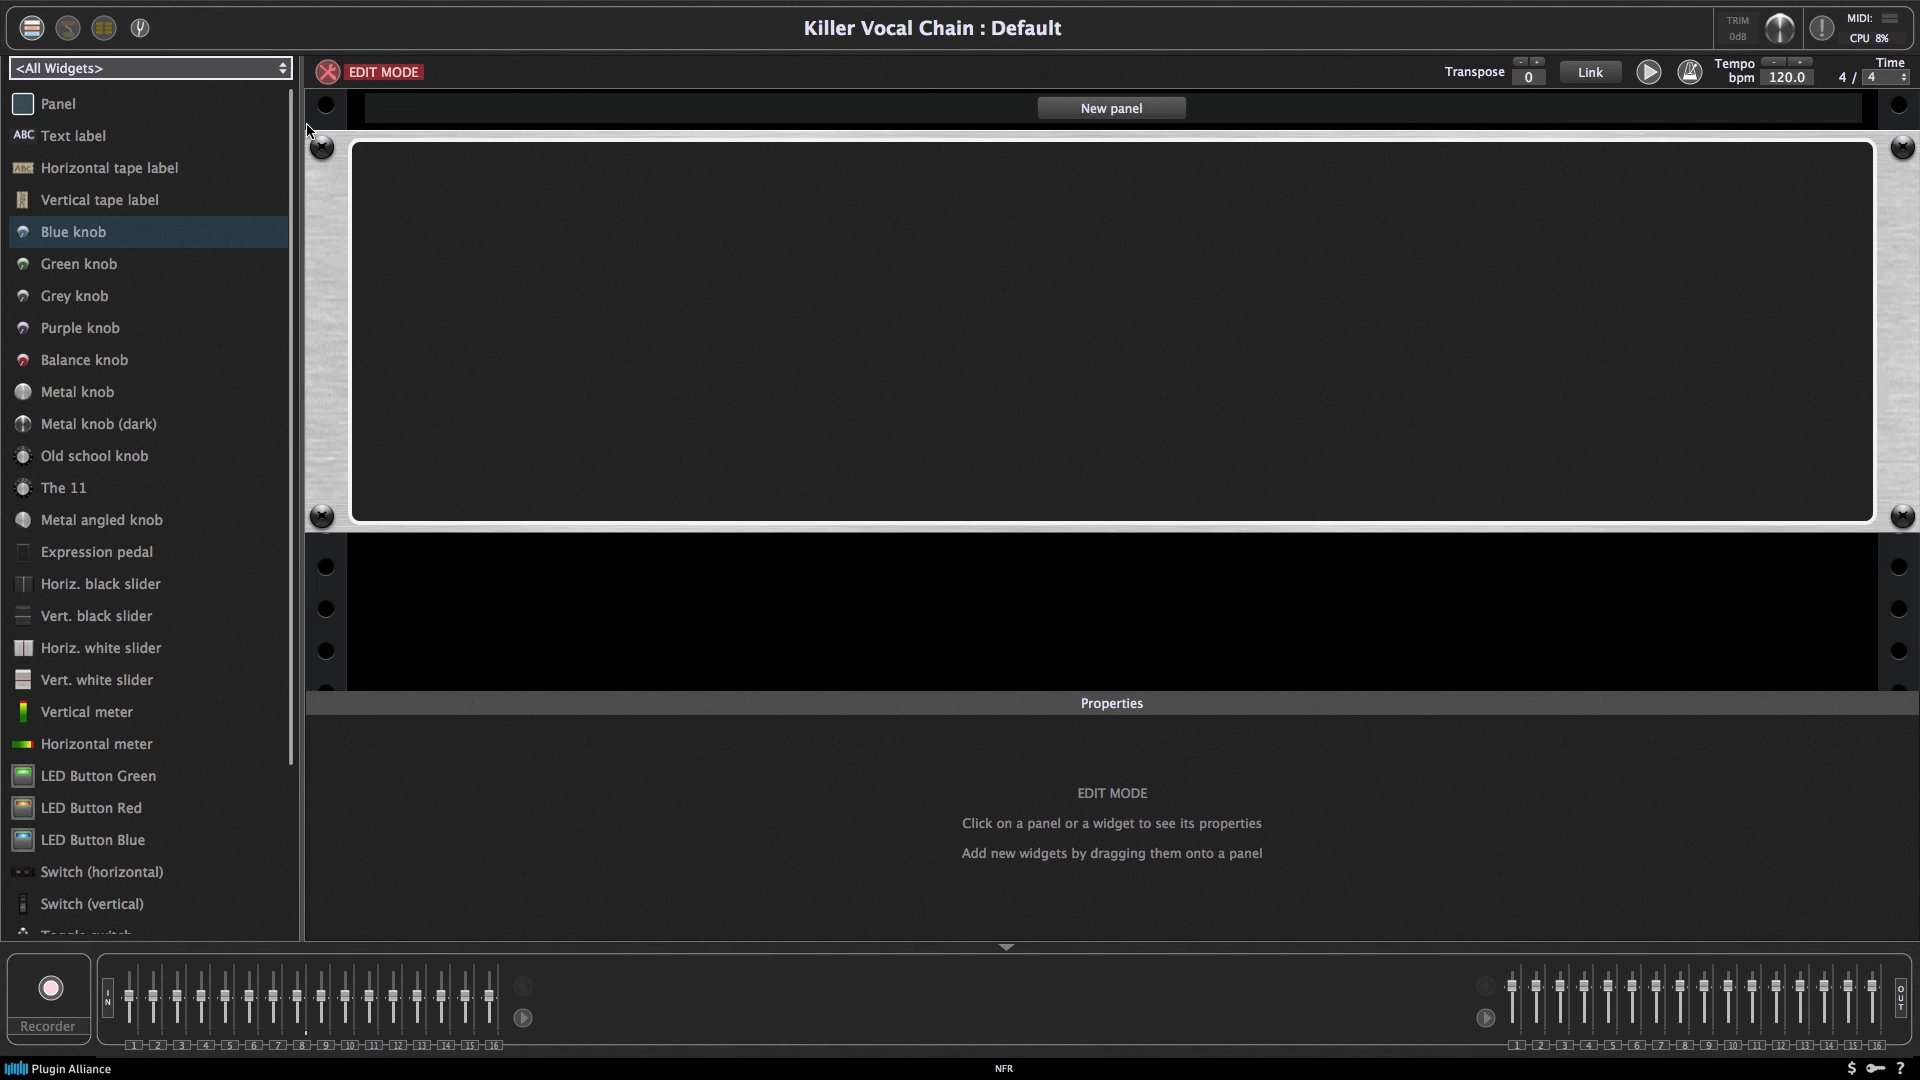 Killer Vocal Chain : Default
TRIM
0dB
MIDI:
CPU 8%
<All Widgets>
EDIT MODE
Transpose
- +
0
Link
Tempo
bpm
- +
120.0
Time
4 / 4
New panel
Panel
ABC Text label
ABC Horizontal tape label
Vertical tape label
Blue knob
Green knob
Grey knob
Purple knob
Balance knob
Metal knob
Metal knob (dark)
Old school knob
The 11
Metal angled knob
Expression pedal
Horiz. black slider
Vert. black slider
Horiz. white slider
Vert. white slider
Vertical meter
Horizontal meter
LED Button Green
LED Button Red
LED Button Blue
Switch (horizontal)
Switch (vertical)
Toggle switch
Properties
EDIT MODE
Click on a panel or a widget to see its properties
Add new widgets by dragging them onto a panel
Recorder
IN
1 2 3 4 5 6 7 8 9 10 11 12 13 14 15 16
1 2 3 4 5 6 7 8 9 10 11 12 13 14 15 16
OUT
Plugin Alliance
NFR
$ ?